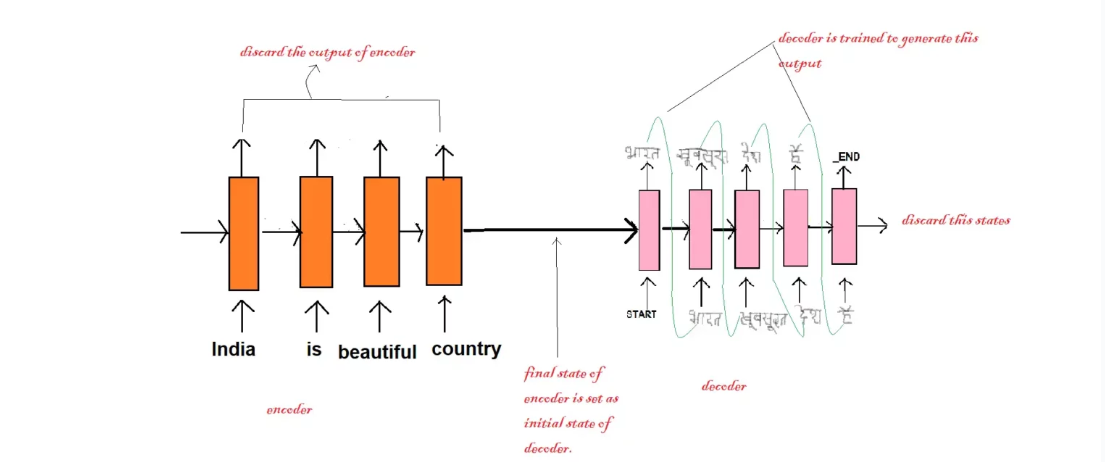 discard the output of encoder
decoder is trained to generate this
output
भारत खूबसूरत देश है _END
discard this states
START भारत खूबसूरत देश है
India is beautiful country
final state of
encoder is set as
initial state of
decoder.
decoder
encoder